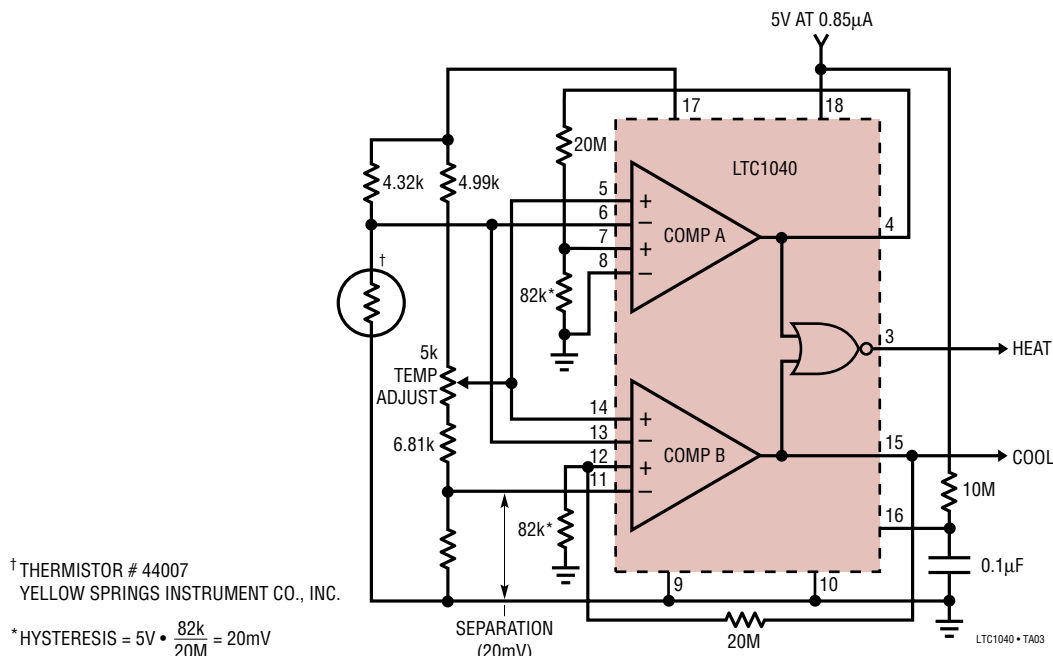 5V AT 0.85µA
17
18
20M
LTC1040
4.32k
4.99k
5
+
6
−
COMP A
4
7
+
8
−
†
82k*
3
HEAT
5k
TEMP
ADJUST
14
+
13
−
6.81k
12
+
COMP B
15
COOL
11
−
10M
16
82k*
0.1µF
† THERMISTOR # 44007
YELLOW SPRINGS INSTRUMENT CO., INC.
9
10
*HYSTERESIS = 5V • 82k/20M = 20mV
SEPARATION
(20mV)
20M
LTC1040 • TA03